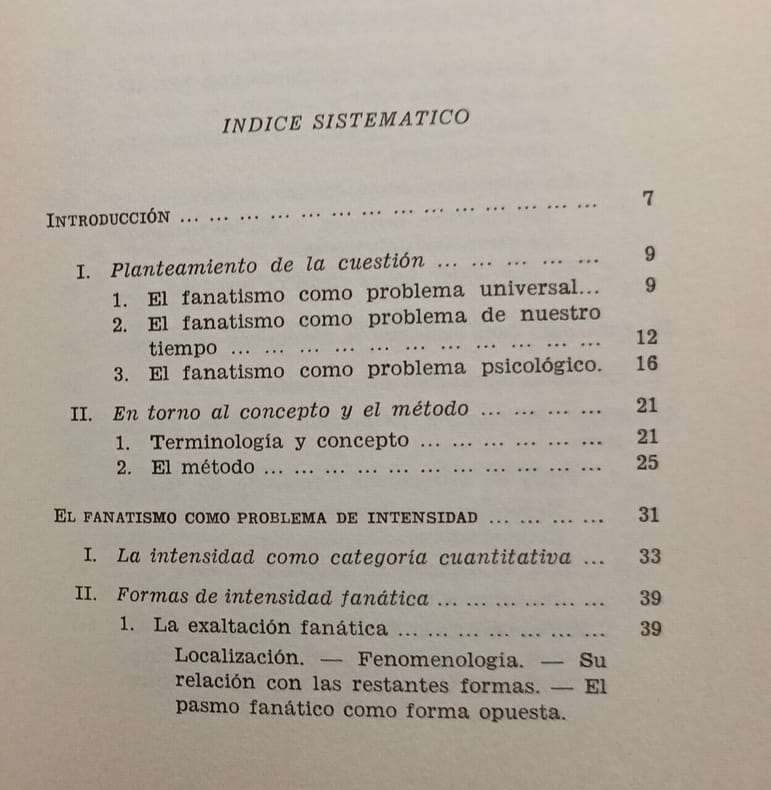 INDICE SISTEMATICO
INTRODUCCIÓN ... ... ... ... ... ... ... ... ... ... ... ... ... ... 7
I. Planteamiento de la cuestión ... ... ... ... ... 9
1. El fanatismo como problema universal... 9
2. El fanatismo como problema de nuestro
tiempo ... ... ... ... ... ... ... ... ... ... ... 12
3. El fanatismo como problema psicológico. 16
II. En torno al concepto y el método ... ... ... ... 21
1. Terminología y concepto ... ... ... ... ... ... 21
2. El método ... ... ... ... ... ... ... ... ... ... ... 25
EL FANATISMO COMO PROBLEMA DE INTENSIDAD ... ... ... ... 31
I. La intensidad como categoría cuantitativa ... 33
II. Formas de intensidad fanática ... ... ... ... ... ... 39
1. La exaltación fanática ... ... ... ... ... ... ... 39
Localización. — Fenomenologia. — Su
relación con las restantes formas. — El
pasmo fanático como forma opuesta.